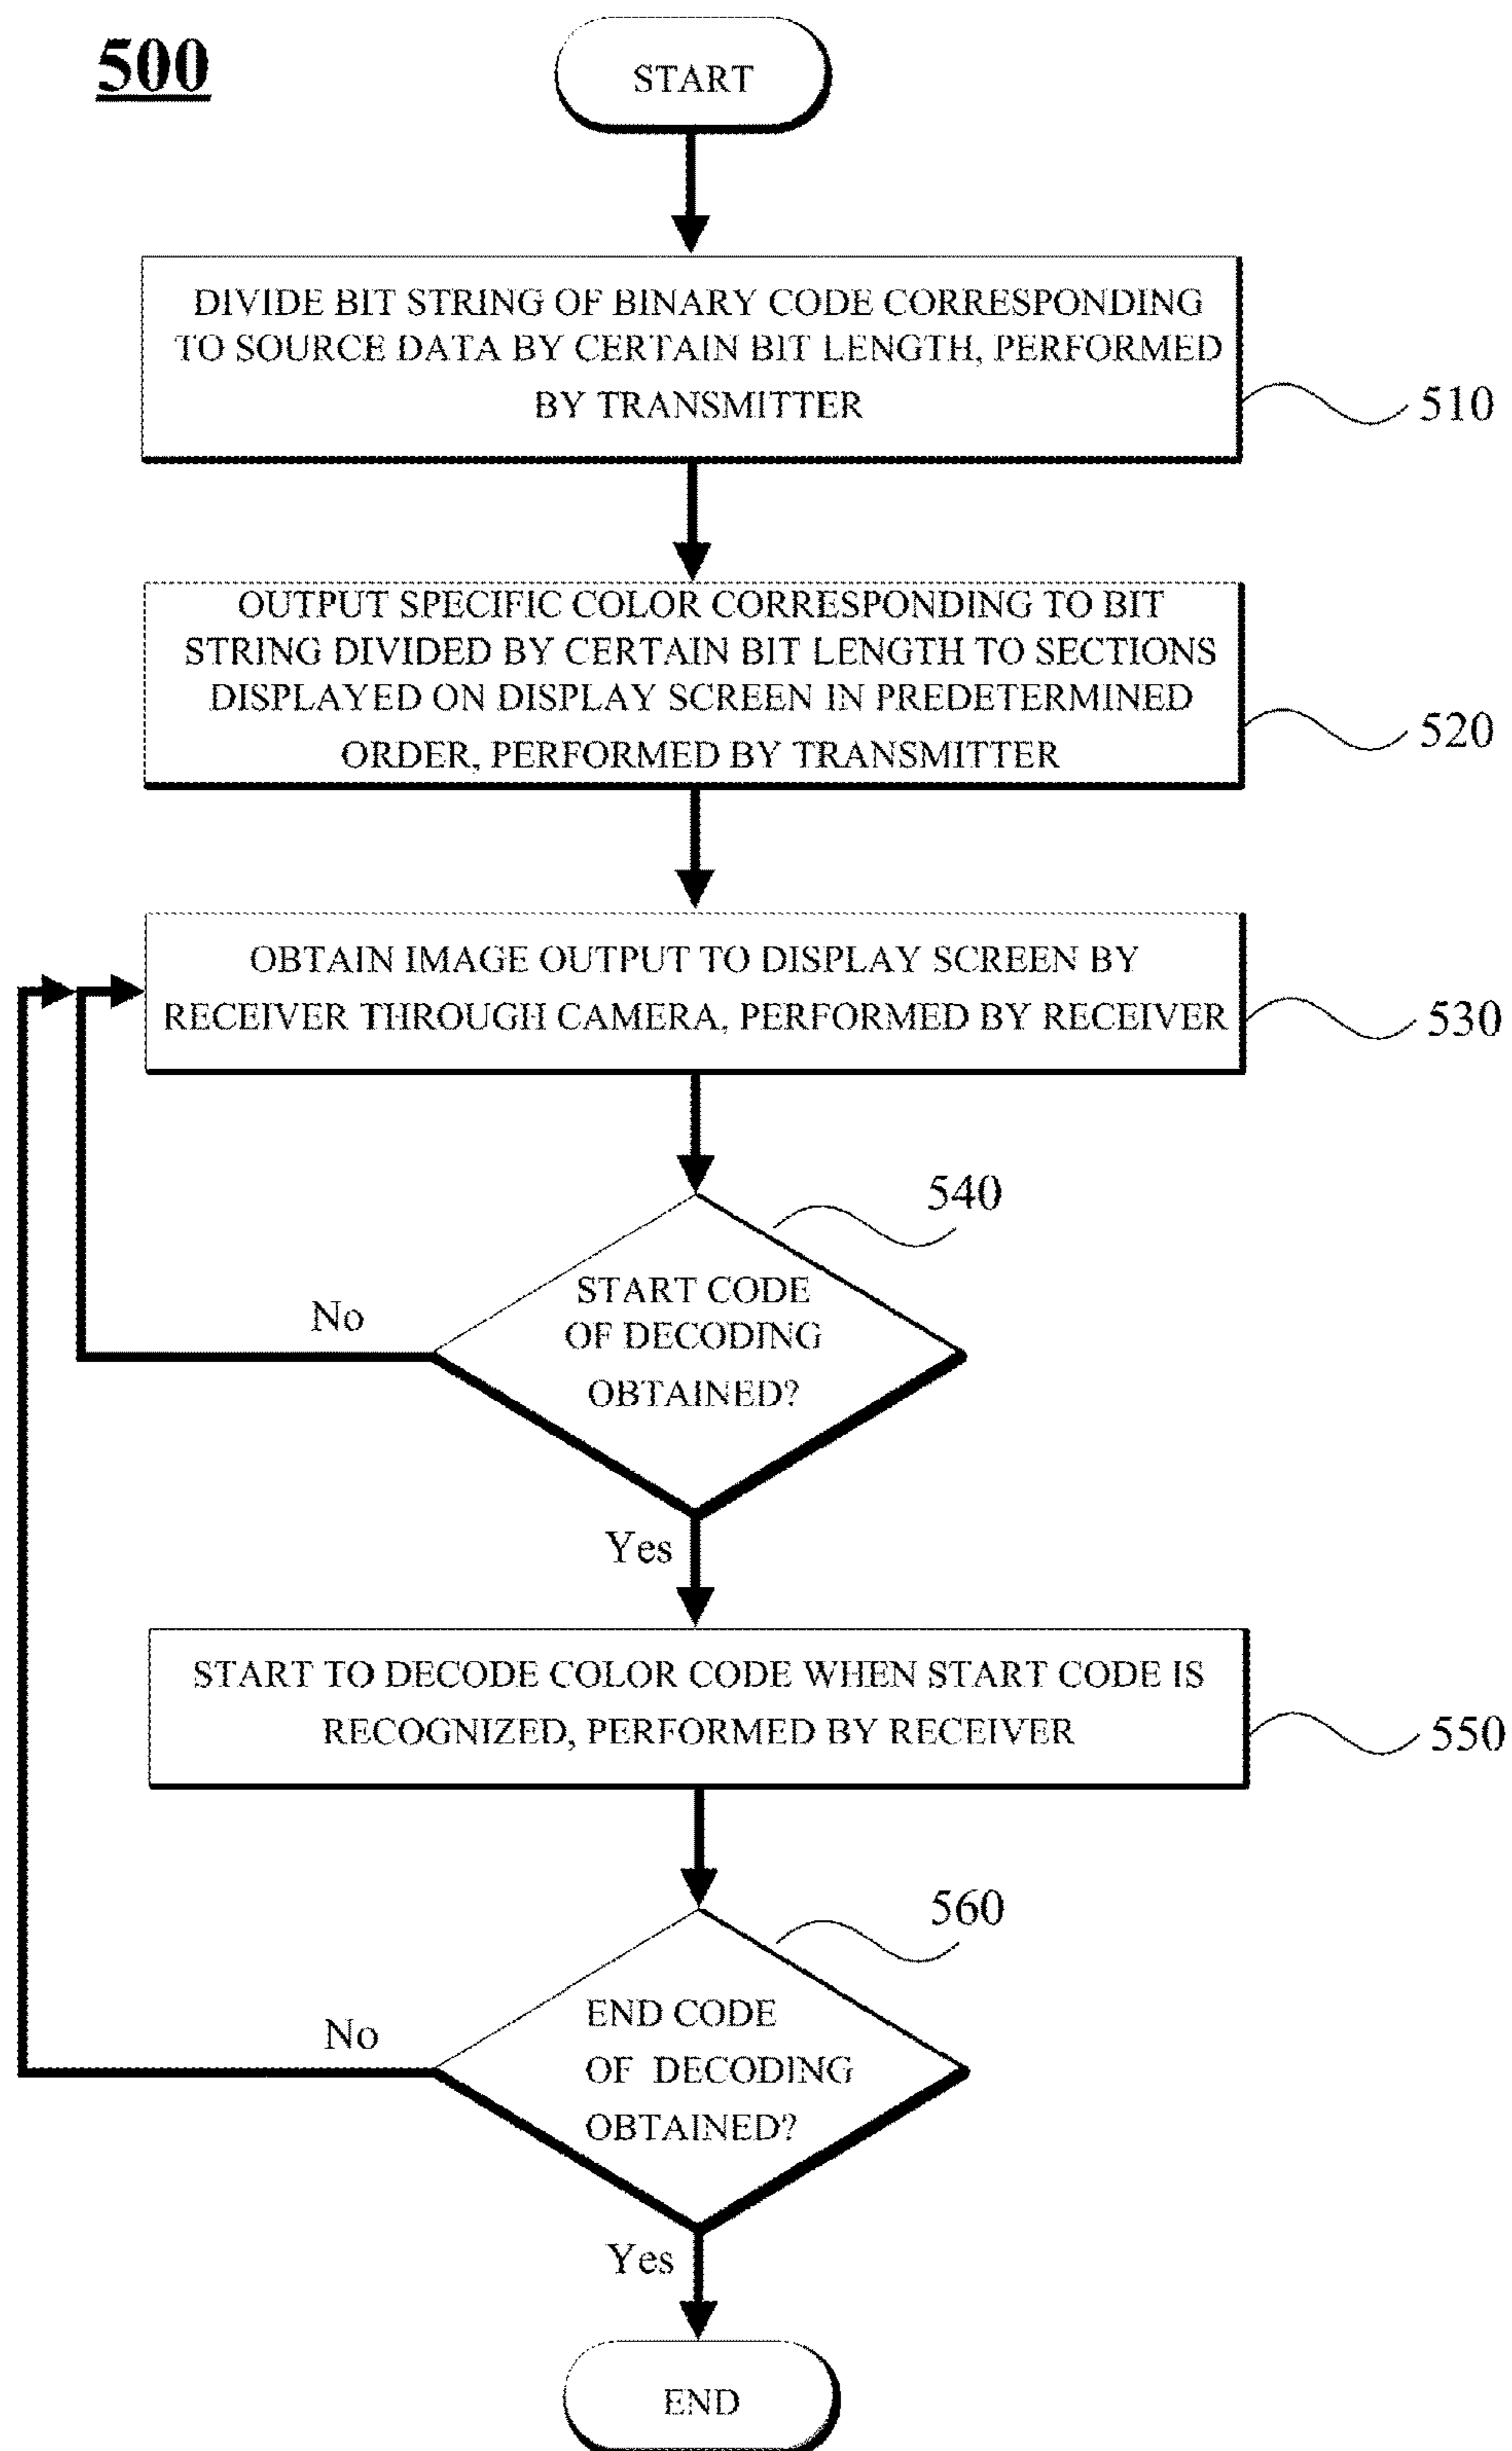 500
START
DIVIDE BIT STRING OF BINARY CODE CORRESPONDING
TO SOURCE DATA BY CERTAIN BIT LENGTH, PERFORMED
BY TRANSMITTER
510
OUTPUT SPECIFIC COLOR CORRESPONDING TO BIT
STRING DIVIDED BY CERTAIN BIT LENGTH TO SECTIONS
DISPLAYED ON DISPLAY SCREEN IN PREDETERMINED
ORDER, PERFORMED BY TRANSMITTER
520
OBTAIN IMAGE OUTPUT TO DISPLAY SCREEN BY
RECEIVER THROUGH CAMERA, PERFORMED BY RECEIVER
530
540
START CODE
OF DECODING
OBTAINED?
No
Yes
START TO DECODE COLOR CODE WHEN START CODE IS
RECOGNIZED, PERFORMED BY RECEIVER
550
560
END CODE
OF DECODING
OBTAINED?
No
Yes
END